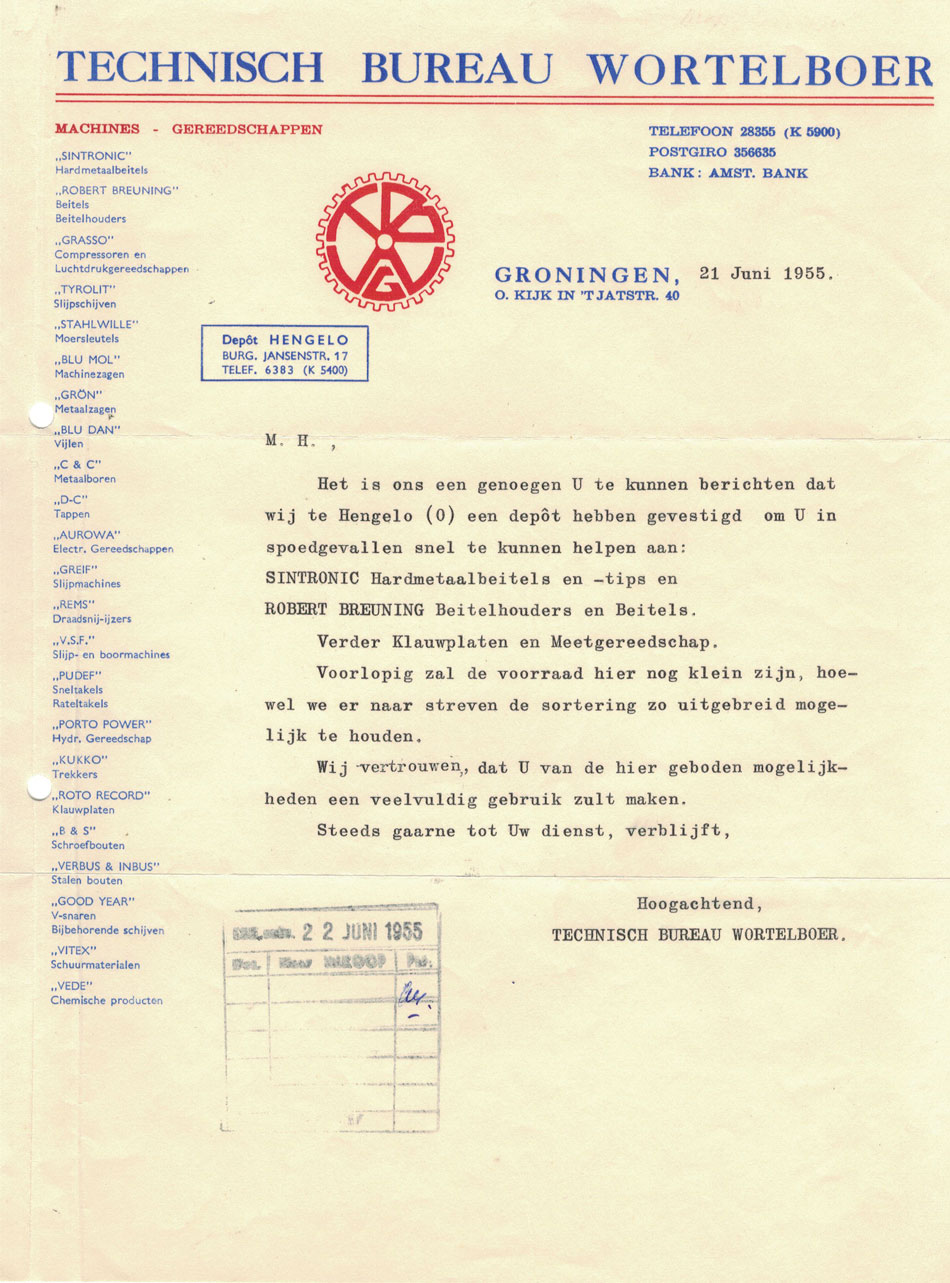 TECHNISCH BUREAU WORTELBOER
MACHINES - GEREEDSCHAPPEN
TELEFOON 28355 (K 5900)
POSTGIRO 356635
BANK: AMST. BANK
„SINTRONIC"
Hardmetaalbeitels
„ROBERT BREUNING"
Beitels
Beitelhouders
„GRASSO"
Compressoren en
Luchtdrukgereedschappen
„TYROLIT"
Slijpschijven
„STAHLWILLE"
Moersleutels
„BLU MOL"
Machinezagen
„GRÖN"
Metaalzagen
„BLU DAN"
Vijlen
„C & C"
Metaalboren
„D-C"
Tappen
„AUROWA"
Electr. Gereedschappen
„GREIF"
Slijpmachines
„REMS"
Draadsnij-ijzers
„V.S.F."
Slijp- en boormachines
„PUDEF"
Sneltakels
Rateltakels
„PORTO POWER"
Hydr. Gereedschap
„KUKKO"
Trekkers
„ROTO RECORD"
Klauwplaten
„B & S"
Schroefbouten
„VERBUS & INBUS"
Stalen bouten
„GOOD YEAR"
V-snaren
Bijbehorende schijven
„VITEX"
Schuurmaterialen
„VEDE"
Chemische producten
TBW G
GRONINGEN, 21 Juni 1955.
O. KIJK IN 'T JATSTR. 40
Depôt HENGELO
BURG. JANSENSTR. 17
TELEF. 6383 (K 5400)
M. H. ,
Het is ons een genoegen U te kunnen berichten dat
wij te Hengelo (O) een depôt hebben gevestigd om U in
spoedgevallen snel te kunnen helpen aan:
SINTRONIC Hardmetaalbeitels en -tips en
ROBERT BREUNING Beitelhouders en Beitels.
Verder Klauwplaten en Meetgereedschap.
Voorlopig zal de voorraad hier nog klein zijn, hoe-
wel we er naar streven de sortering zo uitgebreid moge-
lijk te houden.
Wij vertrouwen, dat U van de hier geboden mogelijk-
heden een veelvuldig gebruik zult maken.
Steeds gaarne tot Uw dienst, verblijft,
Hoogachtend,
TECHNISCH BUREAU WORTELBOER.
22 JUNI 1955
Par.